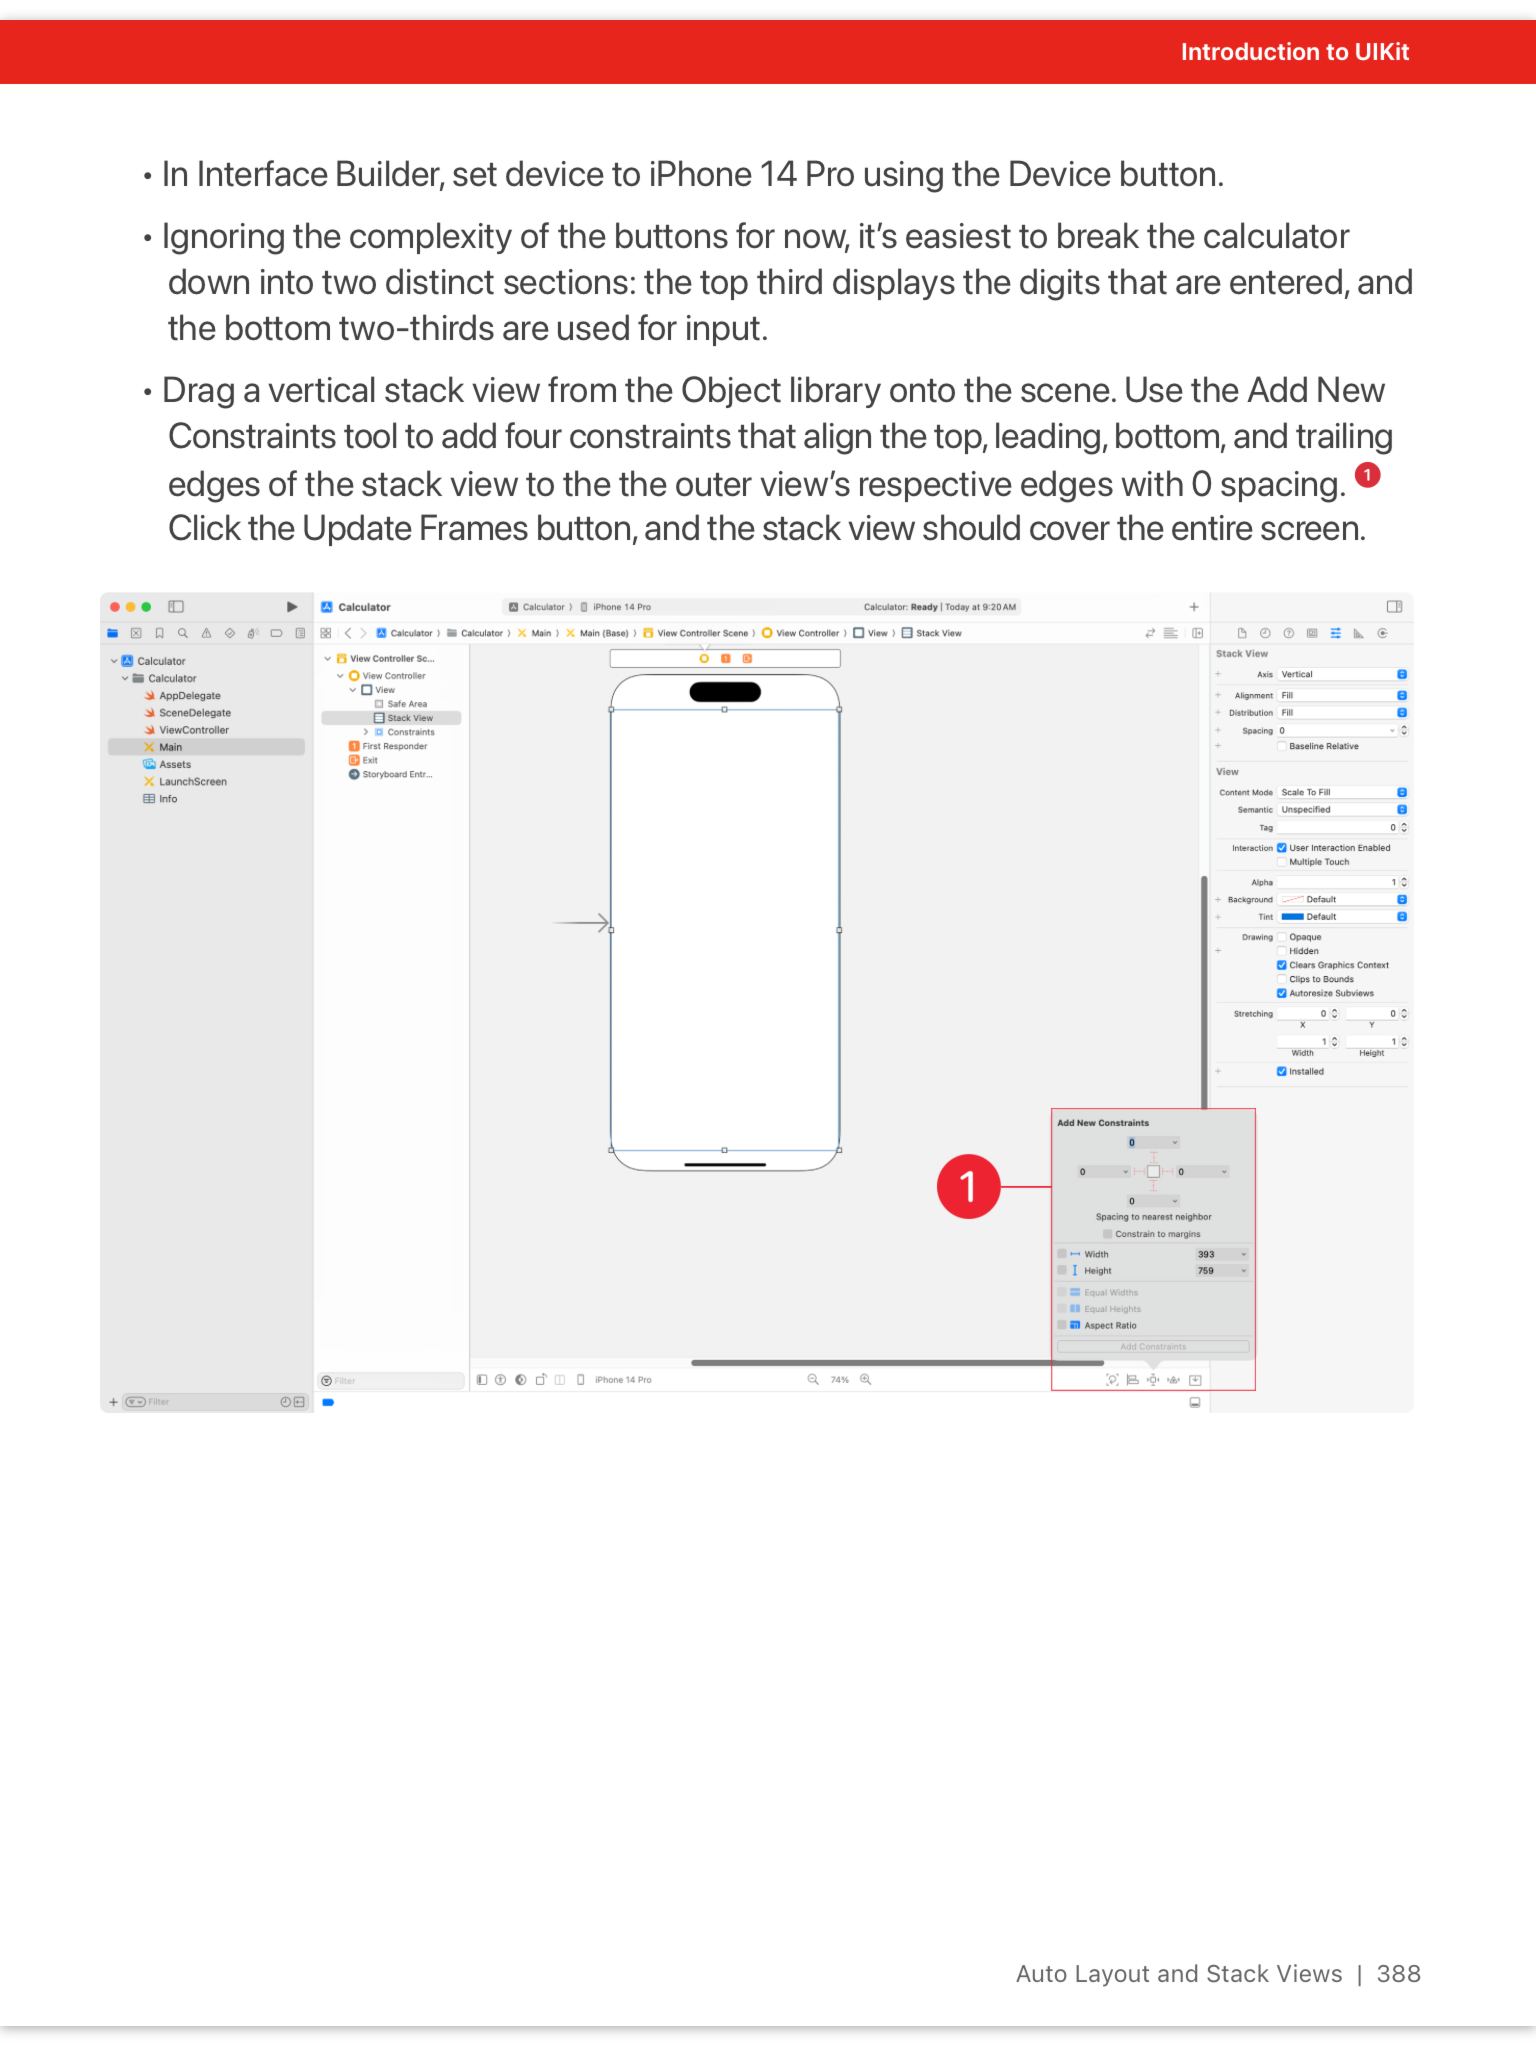 Introduction to UIKit
• In Interface Builder, set device to iPhone 14 Pro using the Device button.
• Ignoring the complexity of the buttons for now, it’s easiest to break the calculator
down into two distinct sections: the top third displays the digits that are entered, and
the bottom two-thirds are used for input.
• Drag a vertical stack view from the Object library onto the scene. Use the Add New
Constraints tool to add four constraints that align the top, leading, bottom, and trailing
edges of the stack view to the the outer view’s respective edges with 0 spacing. 1
Click the Update Frames button, and the stack view should cover the entire screen.
Calculator
Calculator ⟩ iPhone 14 Pro
Calculator: Ready | Today at 9:20 AM
Calculator ⟩ Calculator ⟩ Main ⟩ Main (Base) ⟩ View Controller Scene ⟩ View Controller ⟩ View ⟩ Stack View
Calculator
Calculator
AppDelegate
SceneDelegate
ViewController
Main
Assets
LaunchScreen
Info
Filter
View Controller Sc...
View Controller
View
Safe Area
Stack View
Constraints
First Responder
Exit
Storyboard Entr...
Filter
iPhone 14 Pro
74%
Stack View
Axis Vertical
Alignment Fill
Distribution Fill
Spacing 0
Baseline Relative
View
Content Mode Scale To Fill
Semantic Unspecified
Tag 0
Interaction User Interaction Enabled
Multiple Touch
Alpha 1
Background Default
Tint Default
Drawing Opaque
Hidden
Clears Graphics Context
Clips to Bounds
Autoresize Subviews
Stretching 0 0
X Y
1 1
Width Height
Installed
1
Add New Constraints
0
0 0
0
Spacing to nearest neighbor
Constrain to margins
Width 393
Height 759
Equal Widths
Equal Heights
Aspect Ratio
Add Constraints
Auto Layout and Stack Views | 388